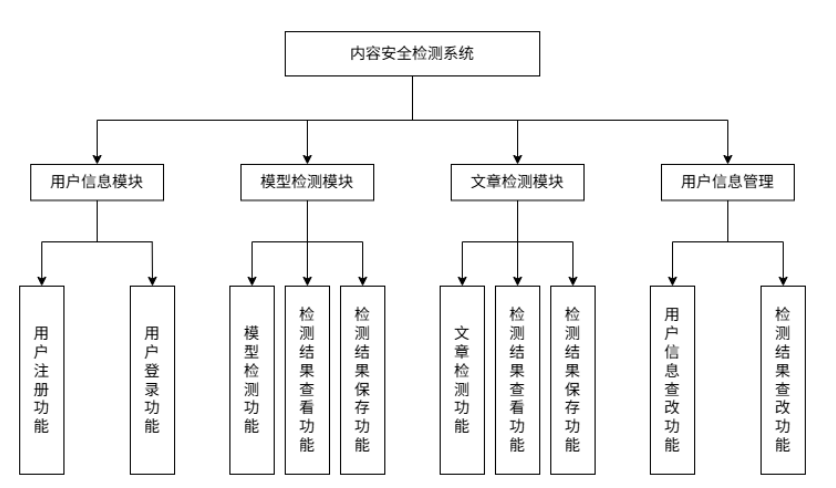 内容安全检测系统
用户信息模块
模型检测模块
文章检测模块
用户信息管理
用户注册功能
用户登录功能
模型检测功能
检测结果查看功能
检测结果保存功能
文章检测功能
检测结果查看功能
检测结果保存功能
用户信息查改功能
检测结果查改功能